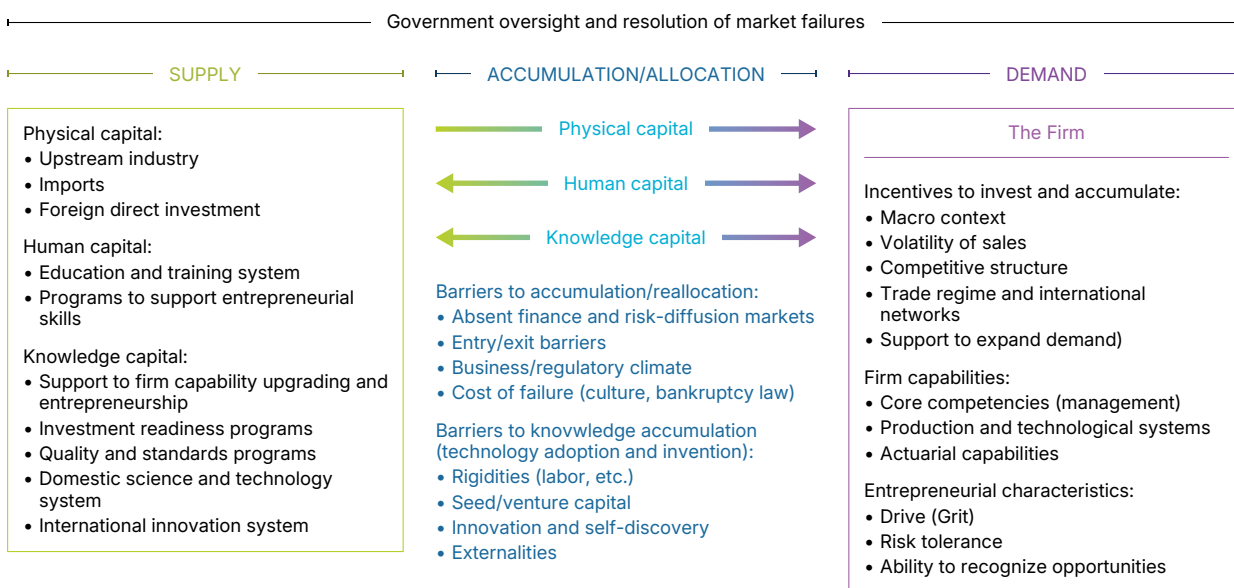 Government oversight and resolution of market failures
SUPPLY
Physical capital:
• Upstream industry
• Imports
• Foreign direct investment
Human capital:
• Education and training system
• Programs to support entrepreneurial
skills
Knowledge capital:
• Support to firm capability upgrading and
entrepreneurship
• Investment readiness programs
• Quality and standards programs
• Domestic science and technology
system
• International innovation system
ACCUMULATION/ALLOCATION
Physical capital
Human capital
Knowledge capital
Barriers to accumulation/reallocation:
• Absent finance and risk-diffusion markets
• Entry/exit barriers
• Business/regulatory climate
• Cost of failure (culture, bankruptcy law)
Barriers to knovwledge accumulation
(technology adoption and invention):
• Rigidities (labor, etc.)
• Seed/venture capital
• Innovation and self-discovery
• Externalities
DEMAND
The Firm
Incentives to invest and accumulate:
• Macro context
• Volatility of sales
• Competitive structure
• Trade regime and international
networks
• Support to expand demand)
Firm capabilities:
• Core competencies (management)
• Production and technological systems
• Actuarial capabilities
Entrepreneurial characteristics:
• Drive (Grit)
• Risk tolerance
• Ability to recognize opportunities